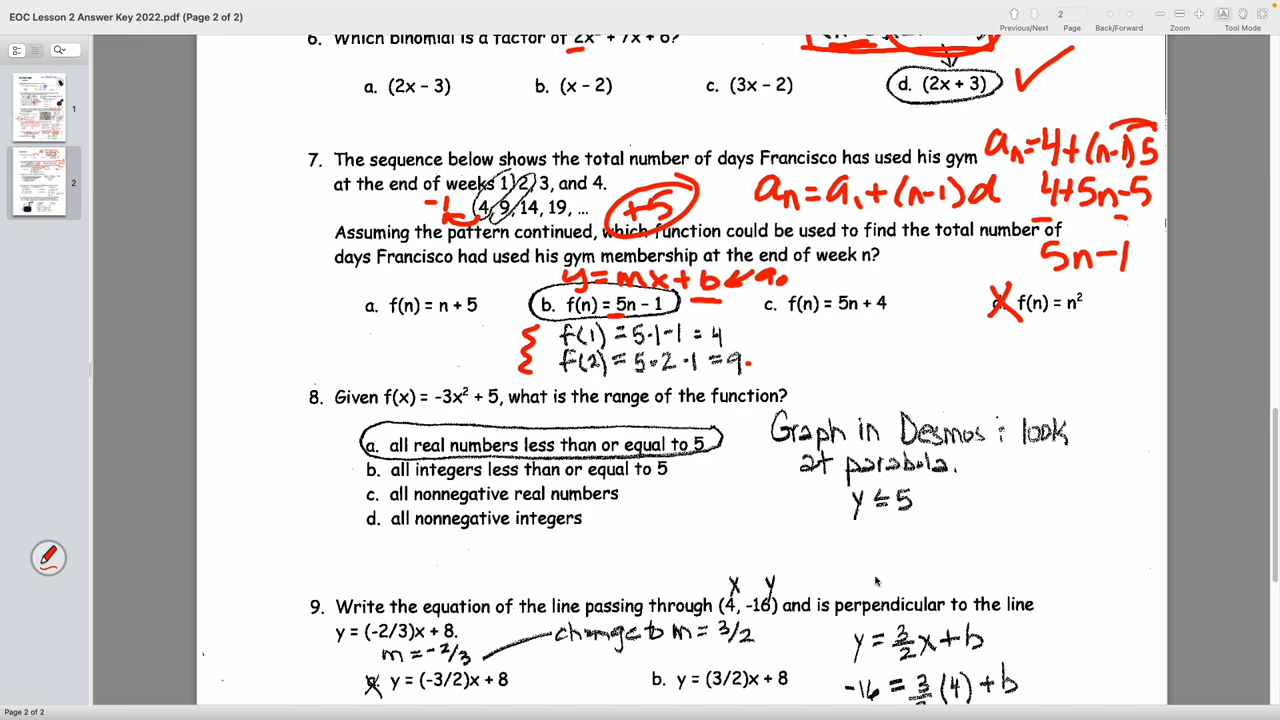 EOC Lesson 2 Answer Key 2022.pdf (Page 2 of 2)
2
Previous/Next Page Back/Forward Zoom Tool Mode
1
2
6. Which binomial is a factor of 2x² + 7x + 6?
a. (2x - 3) b. (x - 2) c. (3x - 2) d. (2x + 3)
7. The sequence below shows the total number of days Francisco has used his gym
at the end of weeks 1, 2, 3, and 4.
4, 9, 14, 19, ...
-1
+5
aₙ = a₁ + (n-1)d
aₙ = 4 + (n-1)5
4 + 5n - 5
5n - 1
Assuming the pattern continued, which function could be used to find the total number of
days Francisco had used his gym membership at the end of week n?
y = mx + b ← a₀
a. f(n) = n + 5 b. f(n) = 5n - 1 c. f(n) = 5n + 4 f(n) = n²
f(1) = 5·1-1 = 4
f(2) = 5·2-1 = 9
8. Given f(x) = -3x² + 5, what is the range of the function?
a. all real numbers less than or equal to 5
b. all integers less than or equal to 5
c. all nonnegative real numbers
d. all nonnegative integers
Graph in Desmos: look
at parabola.
y ≤ 5
x y
9. Write the equation of the line passing through (4, -16) and is perpendicular to the line
y = (-2/3)x + 8.
m = -2/3
change to m = 3/2
y = 3/2 x + b
-16 = 3/2 (4) + b
a. y = (-3/2)x + 8 b. y = (3/2)x + 8
Page 2 of 2